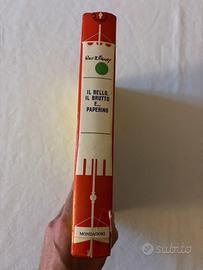 Walt Disney
IL BELLO,
IL BRUTTO
E... PAPERINO
MONDADORI
subito